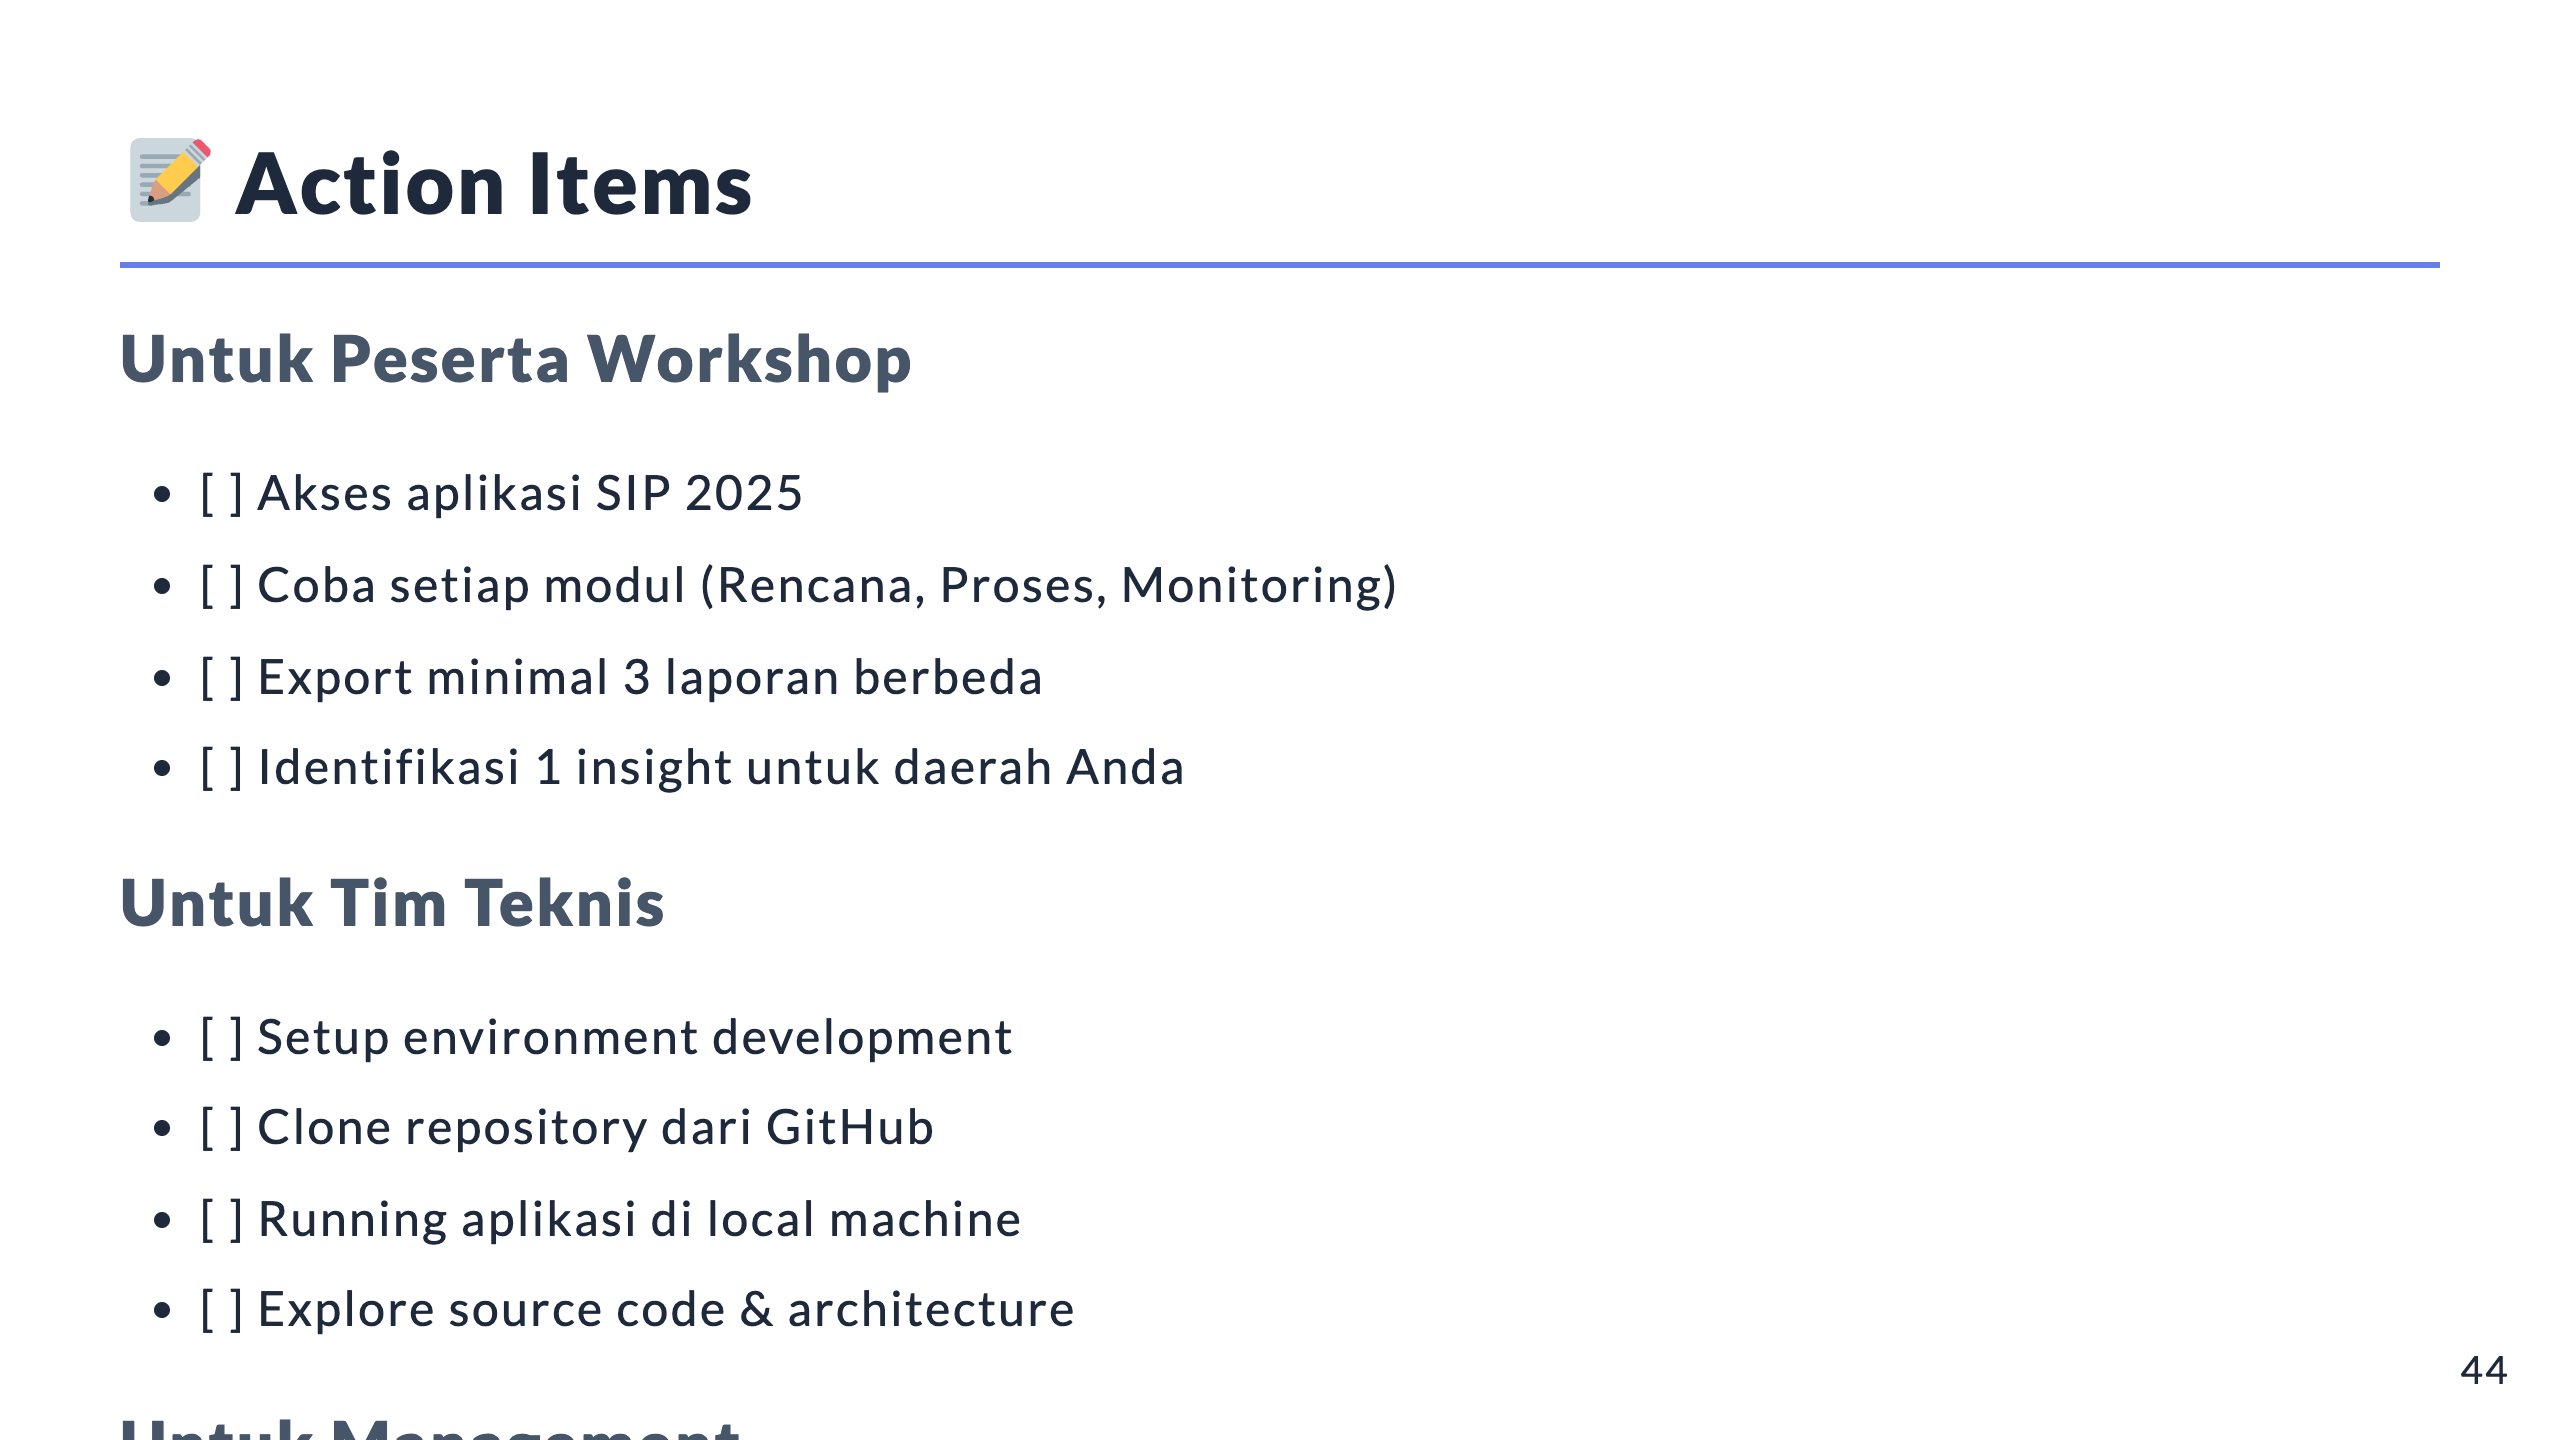 Action Items
Untuk Peserta Workshop
• [ ] Akses aplikasi SIP 2025
• [ ] Coba setiap modul (Rencana, Proses, Monitoring)
• [ ] Export minimal 3 laporan berbeda
• [ ] Identifikasi 1 insight untuk daerah Anda
Untuk Tim Teknis
• [ ] Setup environment development
• [ ] Clone repository dari GitHub
• [ ] Running aplikasi di local machine
• [ ] Explore source code & architecture
44
Untuk Management